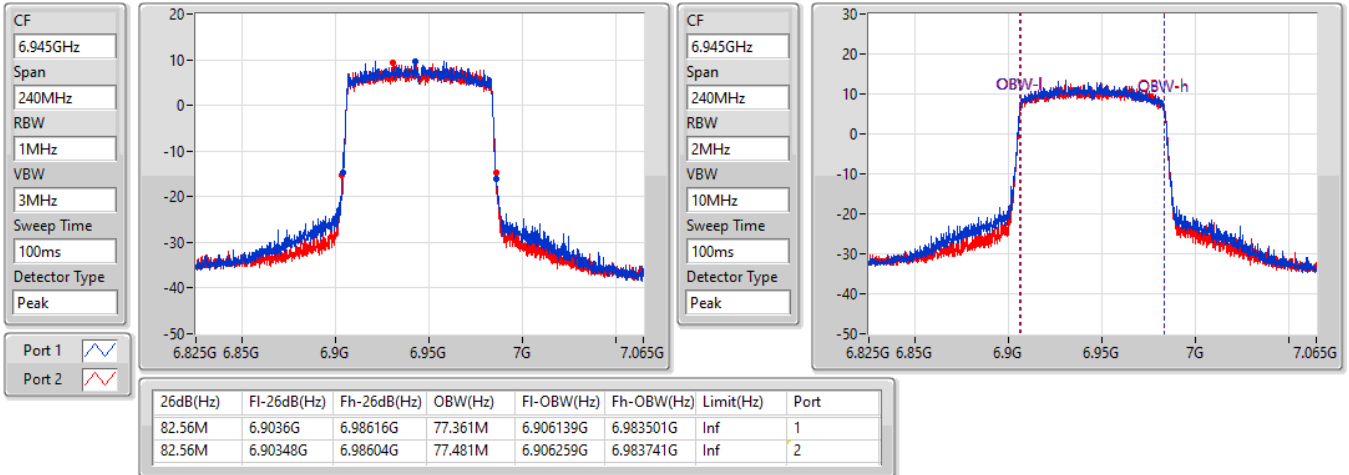 CF
6.945GHz
Span
240MHz
RBW
1MHz
VBW
3MHz
Sweep Time
100ms
Detector Type
Peak
Port 1
Port 2
20-
10-
0-
-10-
-20-
-30-
-40-
-50-
6.825G 6.85G 6.9G 6.95G 7G 7.065G
CF
6.945GHz
Span
240MHz
RBW
2MHz
VBW
10MHz
Sweep Time
100ms
Detector Type
Peak
30-
20-
10-
0-
-10-
-20-
-30-
-40-
-50-
OBW-l OBW-h
6.825G 6.85G 6.9G 6.95G 7G 7.065G
26dB(Hz) Fl-26dB(Hz) Fh-26dB(Hz) OBW(Hz) Fl-OBW(Hz) Fh-OBW(Hz) Limit(Hz) Port
82.56M 6.9036G 6.98616G 77.361M 6.906139G 6.983501G Inf 1
82.56M 6.90348G 6.98604G 77.481M 6.906259G 6.983741G Inf 2